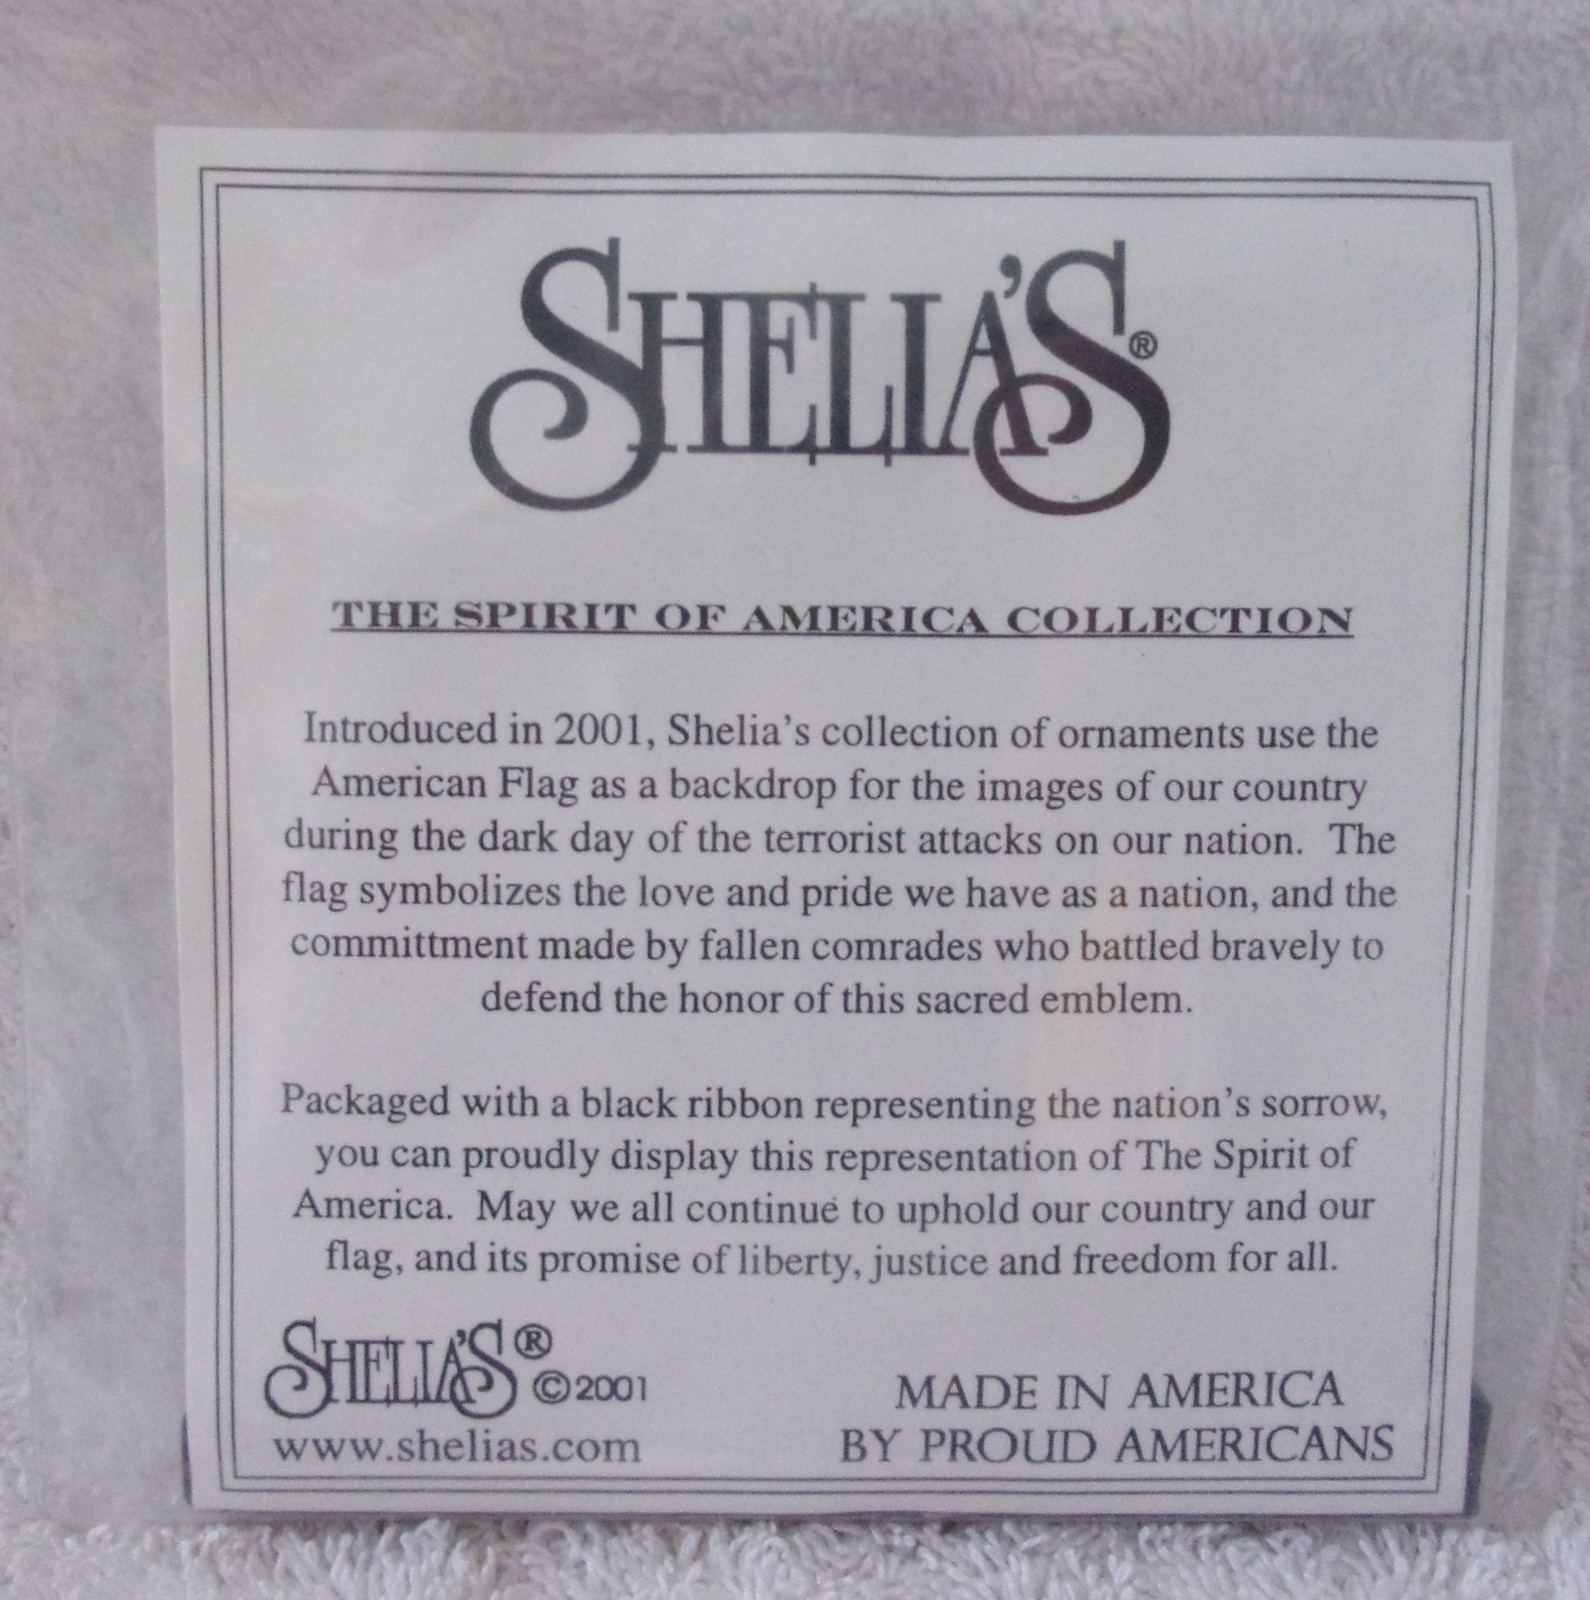 SHELIA'S®
THE SPIRIT OF AMERICA COLLECTION
Introduced in 2001, Shelia's collection of ornaments use the
American Flag as a backdrop for the images of our country
during the dark day of the terrorist attacks on our nation.  The
flag symbolizes the love and pride we have as a nation, and the
committment made by fallen comrades who battled bravely to
defend the honor of this sacred emblem.
Packaged with a black ribbon representing the nation's sorrow,
you can proudly display this representation of The Spirit of
America.  May we all continue to uphold our country and our
flag, and its promise of liberty, justice and freedom for all.
SHELIA'S® ©2001
www.shelias.com
MADE IN AMERICA
BY PROUD AMERICANS